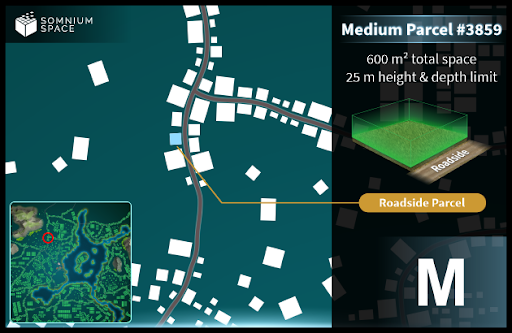 SOMNIUM
SPACE
Medium Parcel #3859
600 m² total space
25 m height & depth limit
Roadside
Roadside Parcel
M